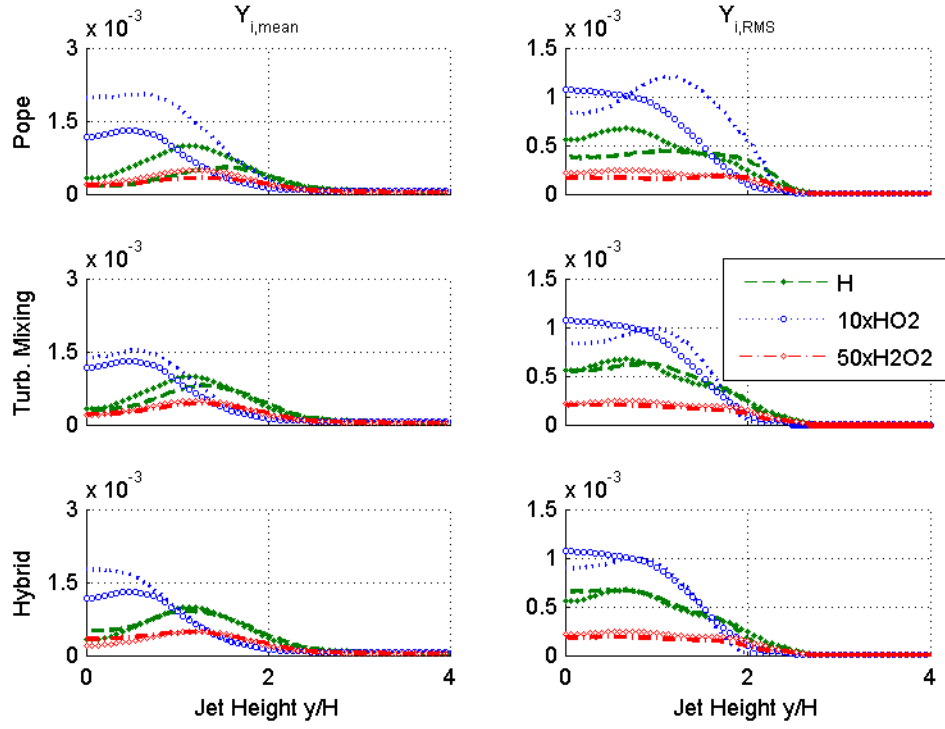 Y i,mean
Y i,RMS
x 10^-3
x 10^-3
3
1.5
0
Pope
1.5
1
0.5
0
x 10^-3
x 10^-3
3
1.5
0
Turb. Mixing
1.5
1
0.5
0
H
10xHO2
50xH2O2
x 10^-3
x 10^-3
3
1.5
0
Hybrid
1.5
1
0.5
0
0 2 4
0 1 2 3 4
Jet Height y/H
Jet Height y/H